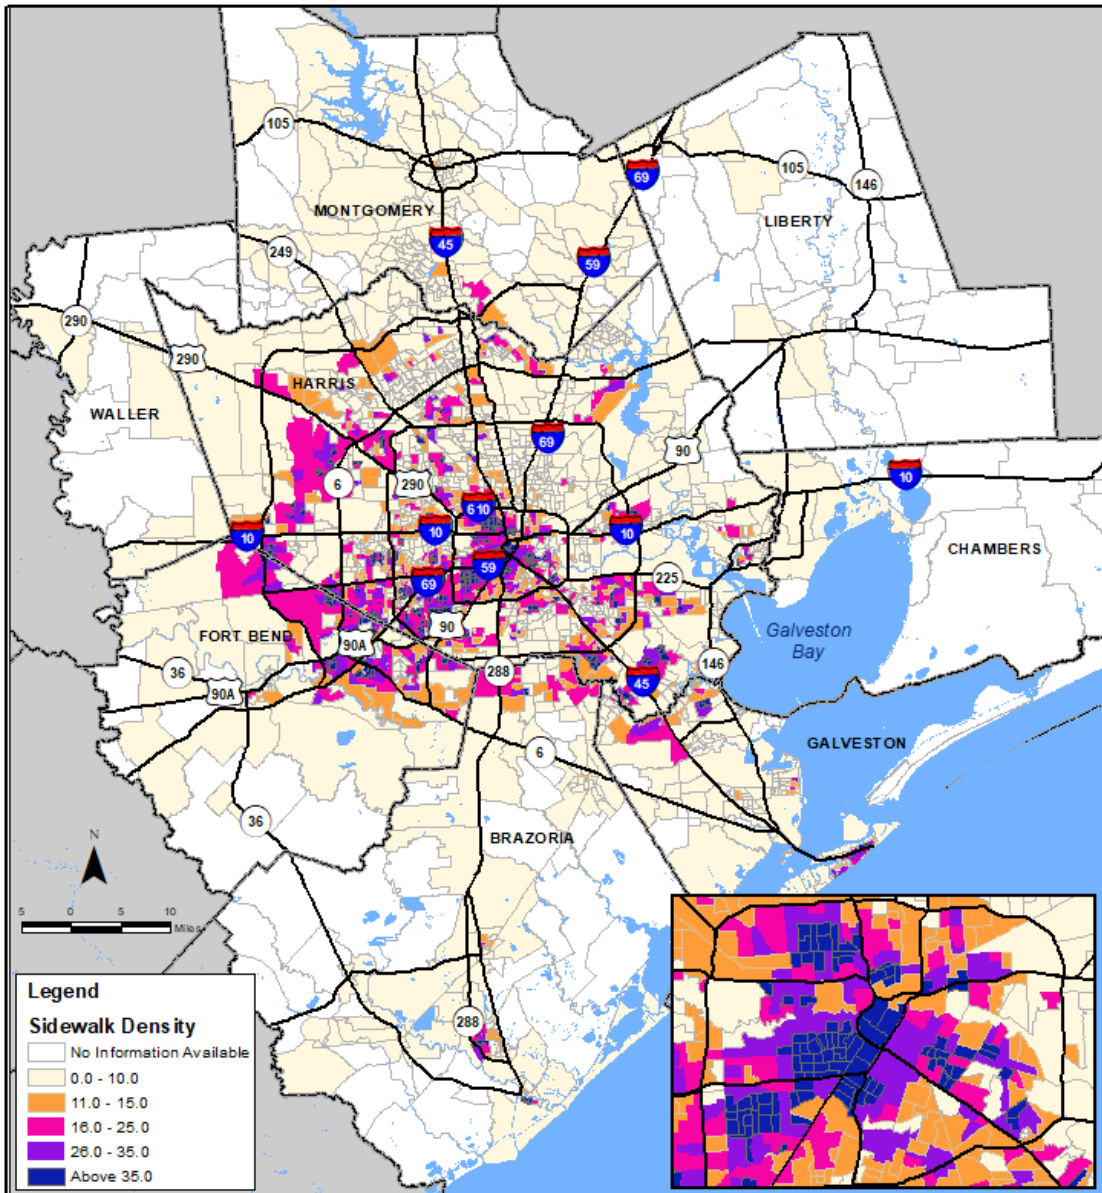 105
69
105
146
MONTGOMERY
LIBERTY
45
249
59
290
290
HARRIS
WALLER
69
90
6
290
10
6
10
10
10
10
CHAMBERS
59
69
225
90
Galveston
Bay
FORT BEND
90A
36
288
146
90A
45
GALVESTON
6
36
BRAZORIA
N
5 0 5 10
Miles
288
Legend
Sidewalk Density
No Information Available
0.0 - 10.0
11.0 - 15.0
16.0 - 25.0
26.0 - 35.0
Above 35.0